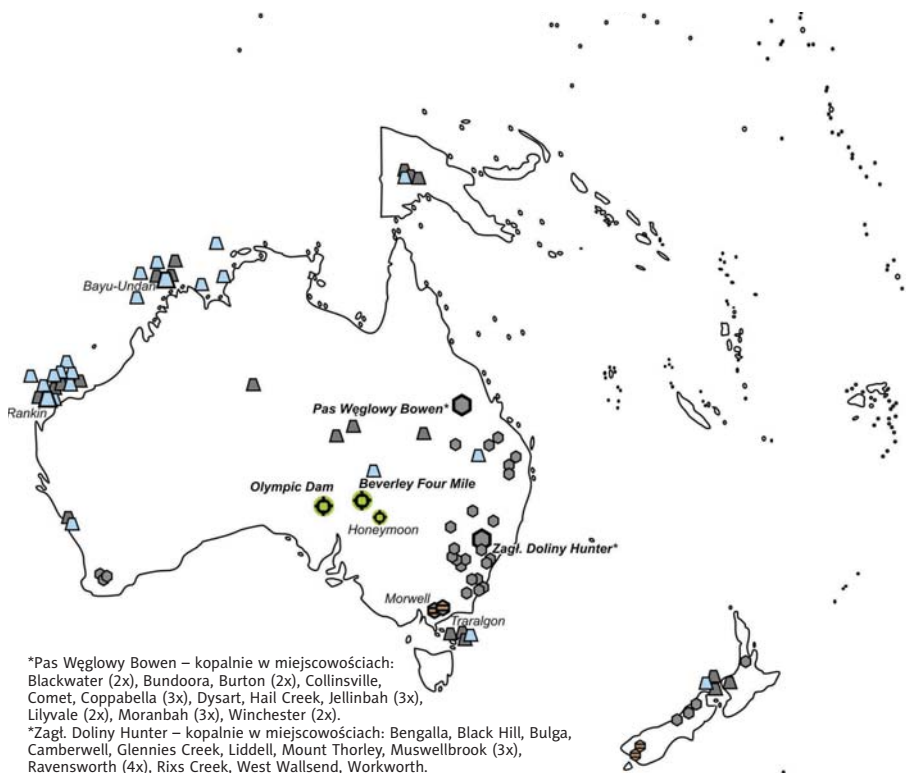 Bayu-Undan
Rankin
Pas Węglowy Bowen*
Olympic Dam
Beverley Four Mile
Honeymoon
Zagł. Doliny Hunter*
Morwell
Traralgon
*Pas Węglowy Bowen – kopalnie w miejscowościach:
Blackwater (2x), Bundoora, Burton (2x), Collinsville,
Comet, Coppabella (3x), Dysart, Hail Creek, Jellinbah (3x),
Lilyvale (2x), Moranbah (3x), Winchester (2x).
*Zagł. Doliny Hunter – kopalnie w miejscowościach: Bengalla, Black Hill, Bulga,
Camberwell, Glennies Creek, Liddell, Mount Thorley, Muswellbrook (3x),
Ravensworth (4x), Rixs Creek, West Wallsend, Workworth.